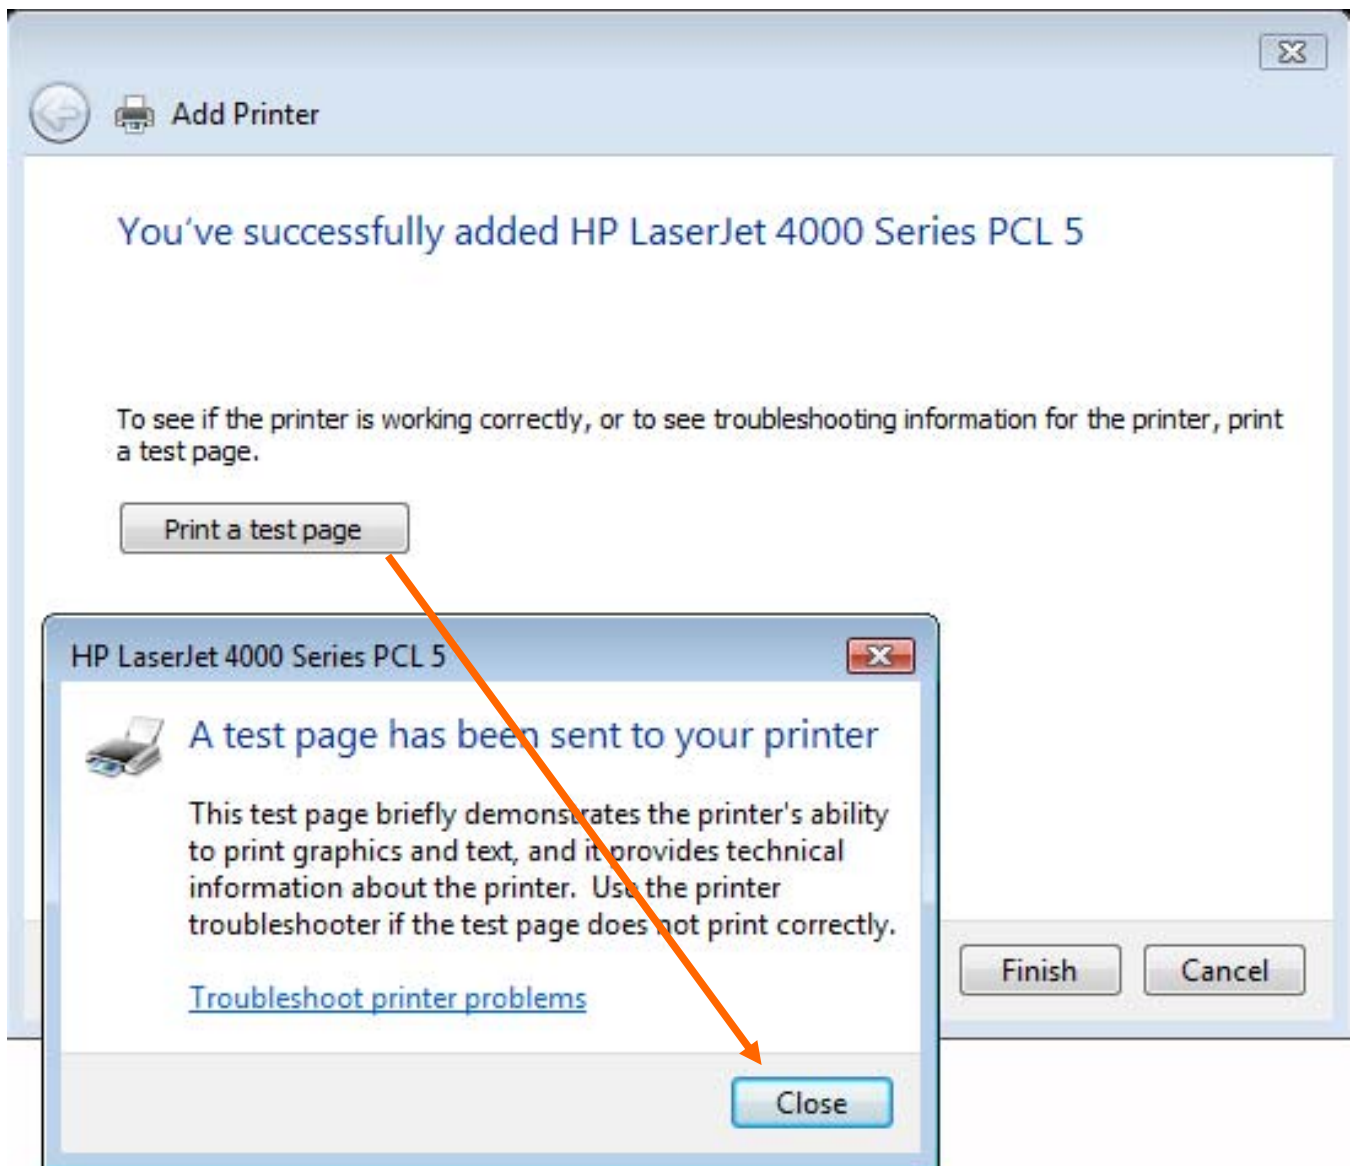 Add Printer
You've successfully added HP LaserJet 4000 Series PCL 5
To see if the printer is working correctly, or to see troubleshooting information for the printer, print
a test page.
Print a test page
HP LaserJet 4000 Series PCL 5
A test page has been sent to your printer
This test page briefly demonstrates the printer's ability
to print graphics and text, and it provides technical
information about the printer.  Use the printer
troubleshooter if the test page does not print correctly.
Troubleshoot printer problems
Finish
Cancel
Close